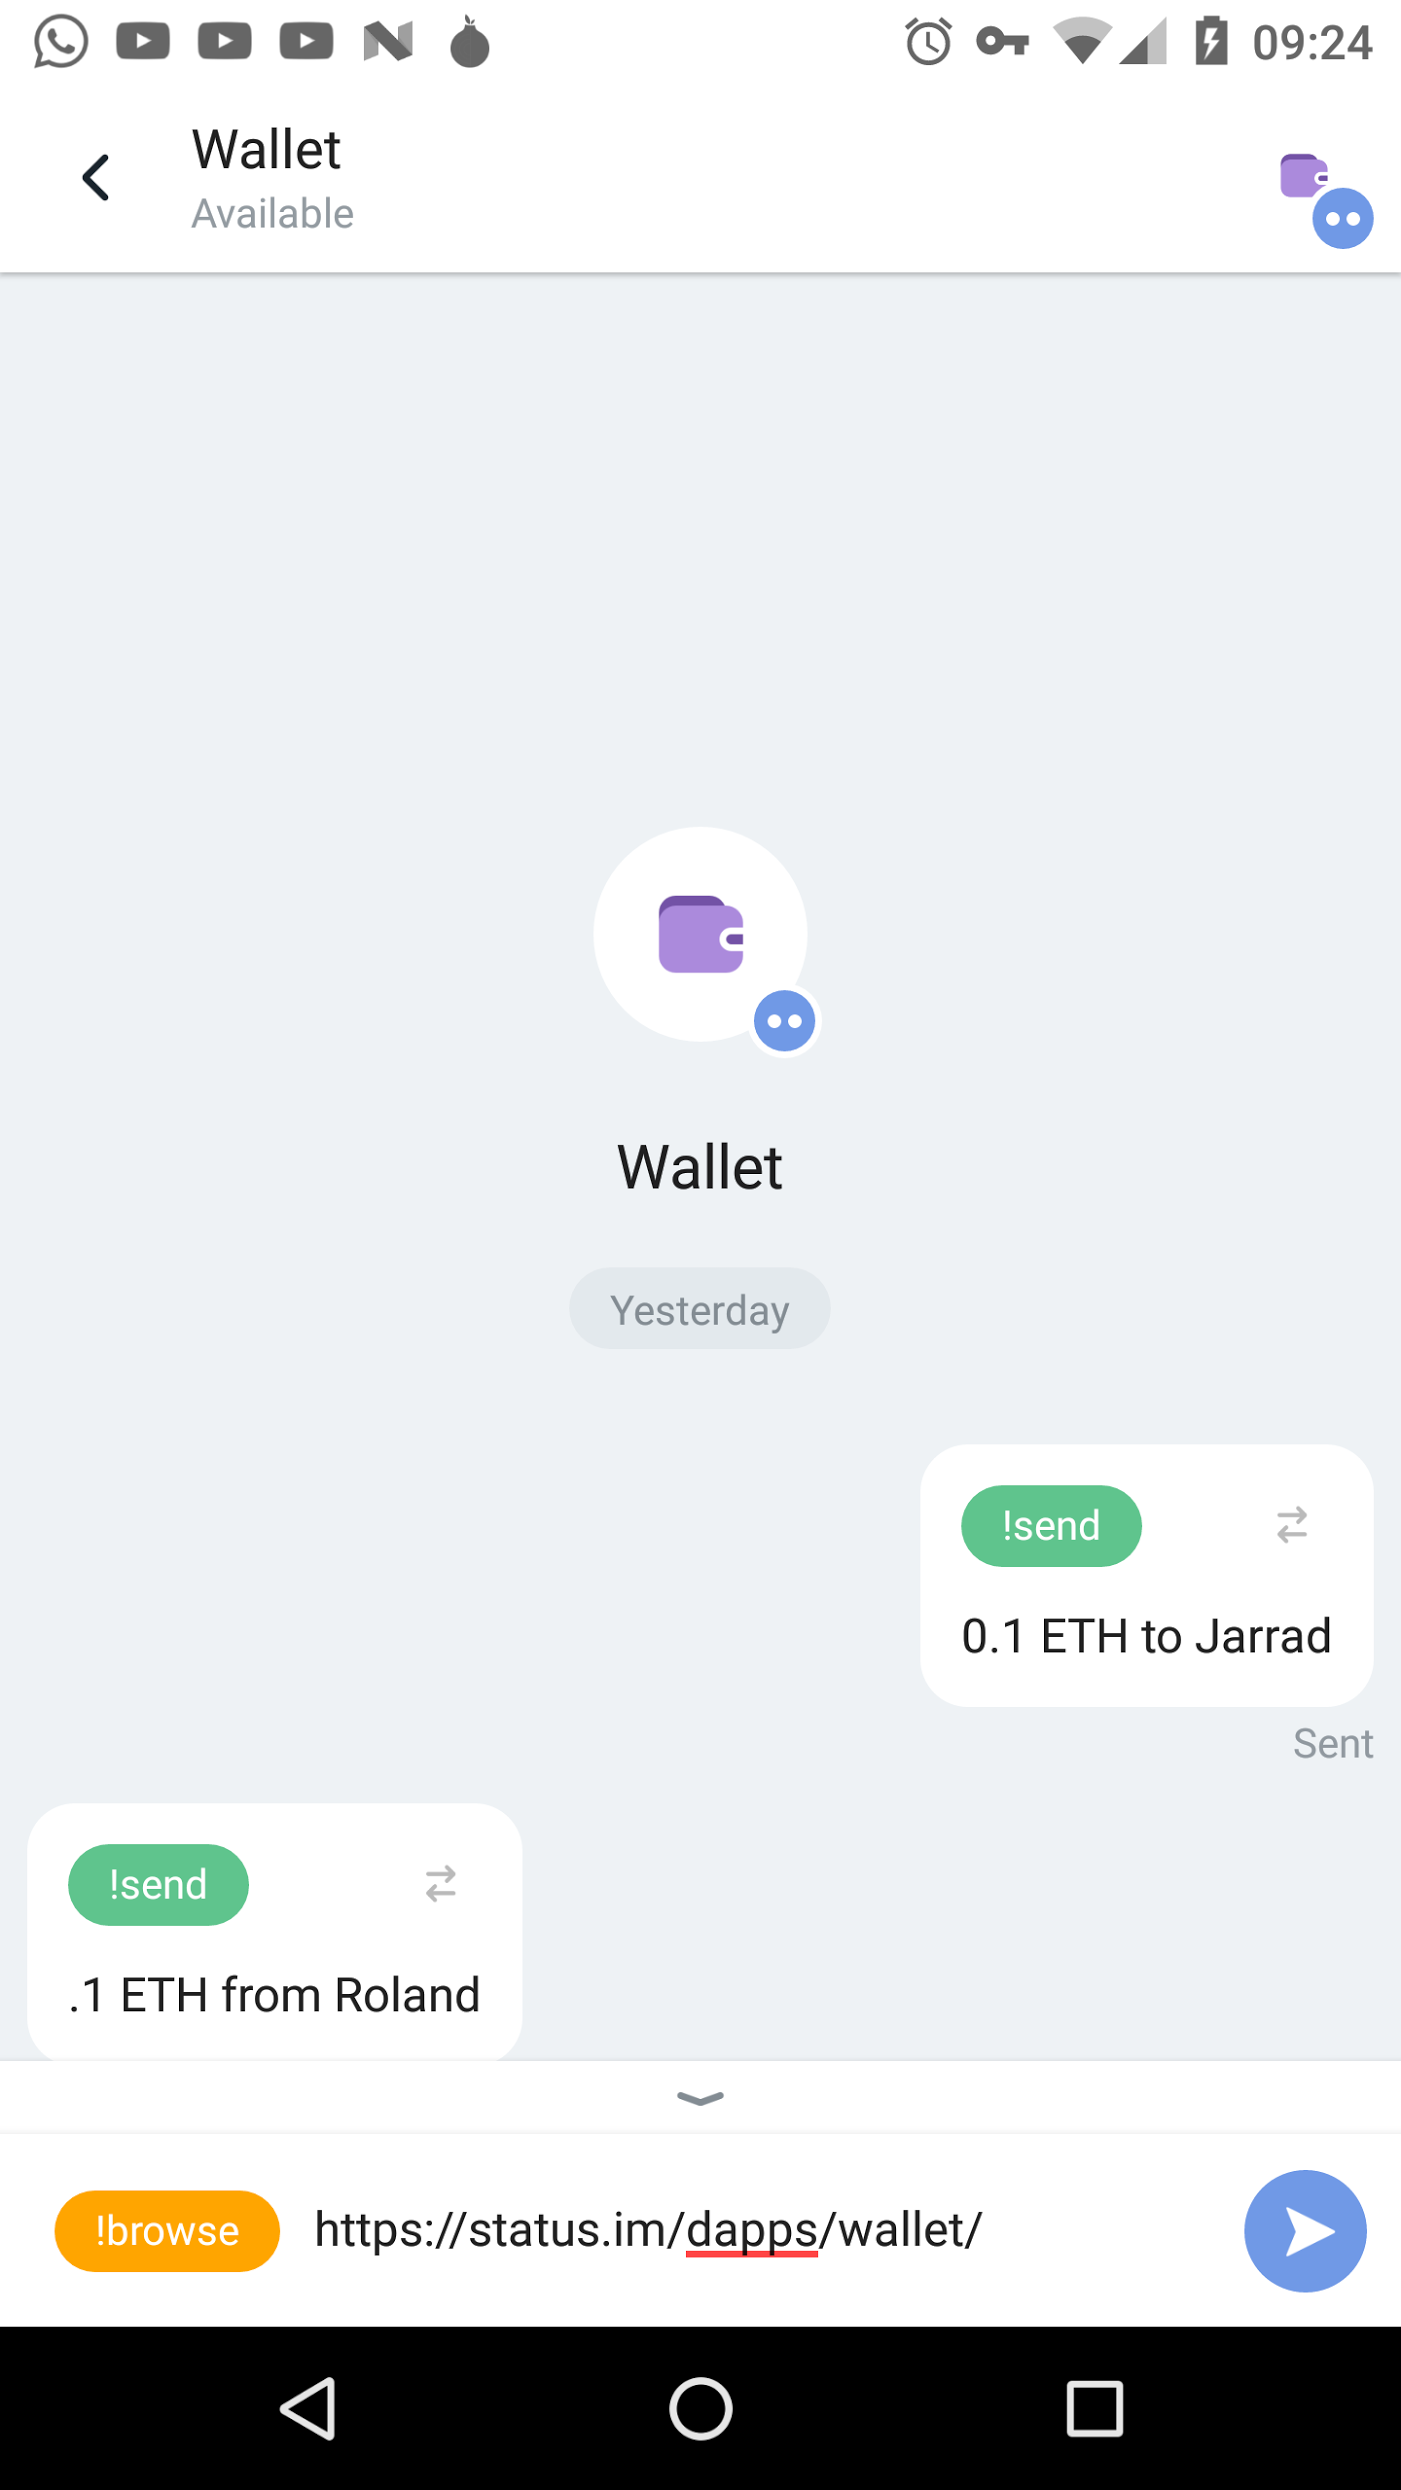 09:24
Wallet
Available
Wallet
Yesterday
!send
0.1 ETH to Jarrad
Sent
!send
.1 ETH from Roland
!browse https://status.im/dapps/wallet/